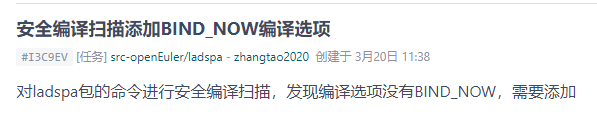 安全编译扫描添加BIND_NOW编译选项
#I3C9EV [任务] src-openEuler/ladspa - zhangtao2020 创建于 3月20日 11:38
对ladspa包的命令进行安全编译扫描，发现编译选项没有BIND_NOW，需要添加